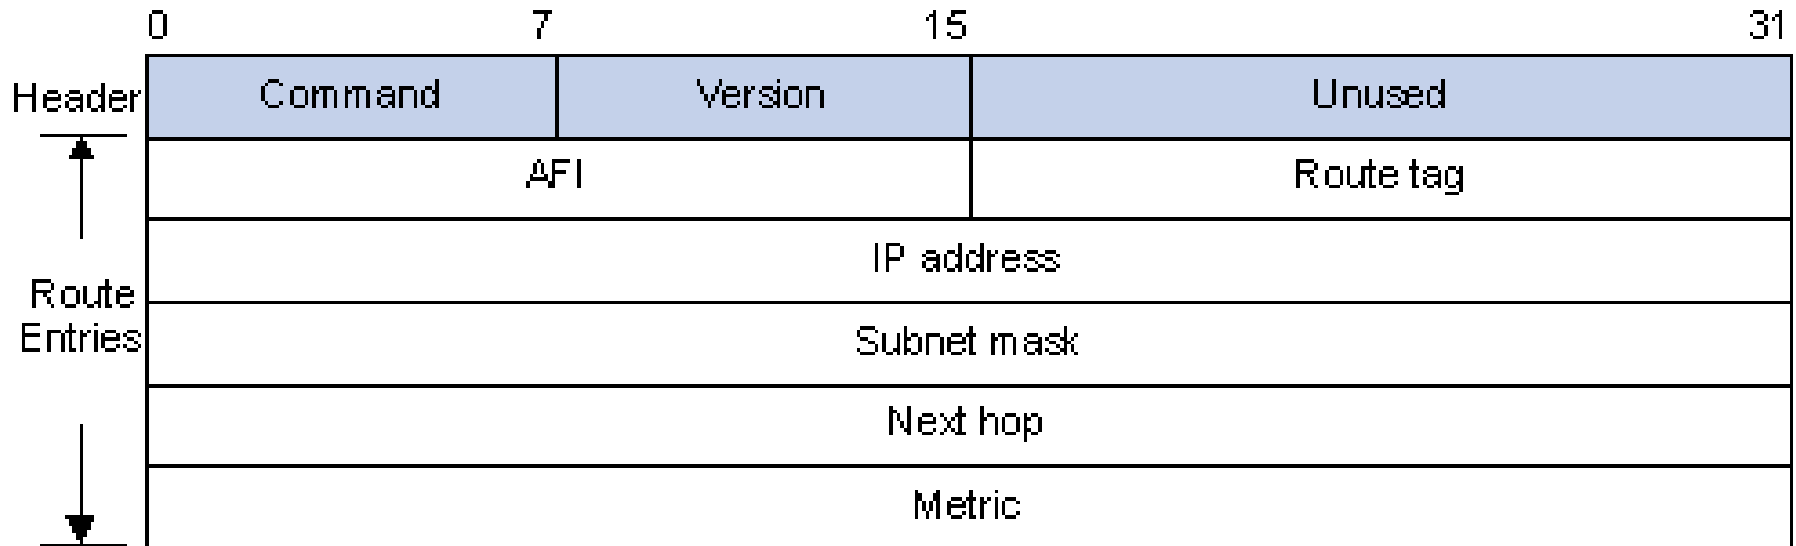 0 7 15 31
Header Command Version Unused
AFI Route tag
IP address
Route
Entries
Subnet mask
Next hop
Metric